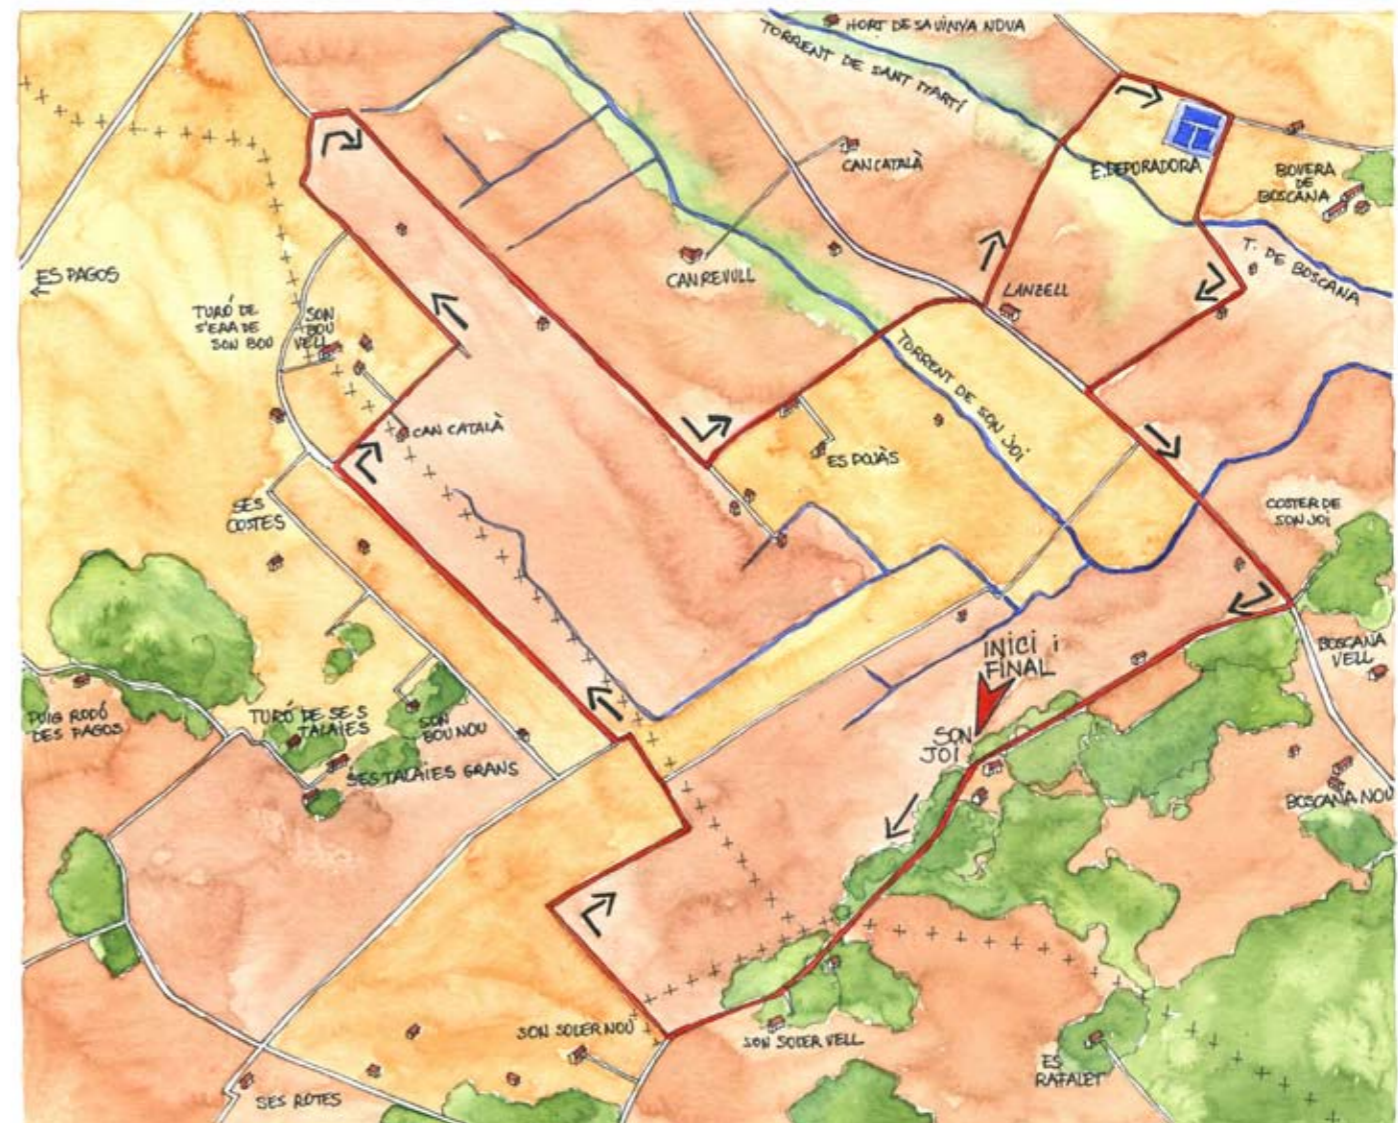 HORT DE SA VINYA NOVA
TORRENT DE SANT MARTÍ
CAN CATALÀ
E. DEPURADORA
BOVERA
DE
BOSCANA
T. DE BOSCANA
CAN REVULL
LANZELL
ES PAGOS
TURÓ DE
S'ERA DE
SON BOU
SON
BOU
VELL
TORRENT DE SON JOI
CAN CATALÀ
ES POUÀS
SES
COSTES
COSTER DE
SON JOI
INICI i
FINAL
BOSCANA
VELL
PUIG RODÓ
DES PAGOS
TURÓ DE SES
TALAIES
SON
BOU NOU
SES TALAIES GRANS
SON
JOI
BOSCANA NOU
SON SOLER NOU
SON SOLER VELL
ES
RAFALET
SES ROTES